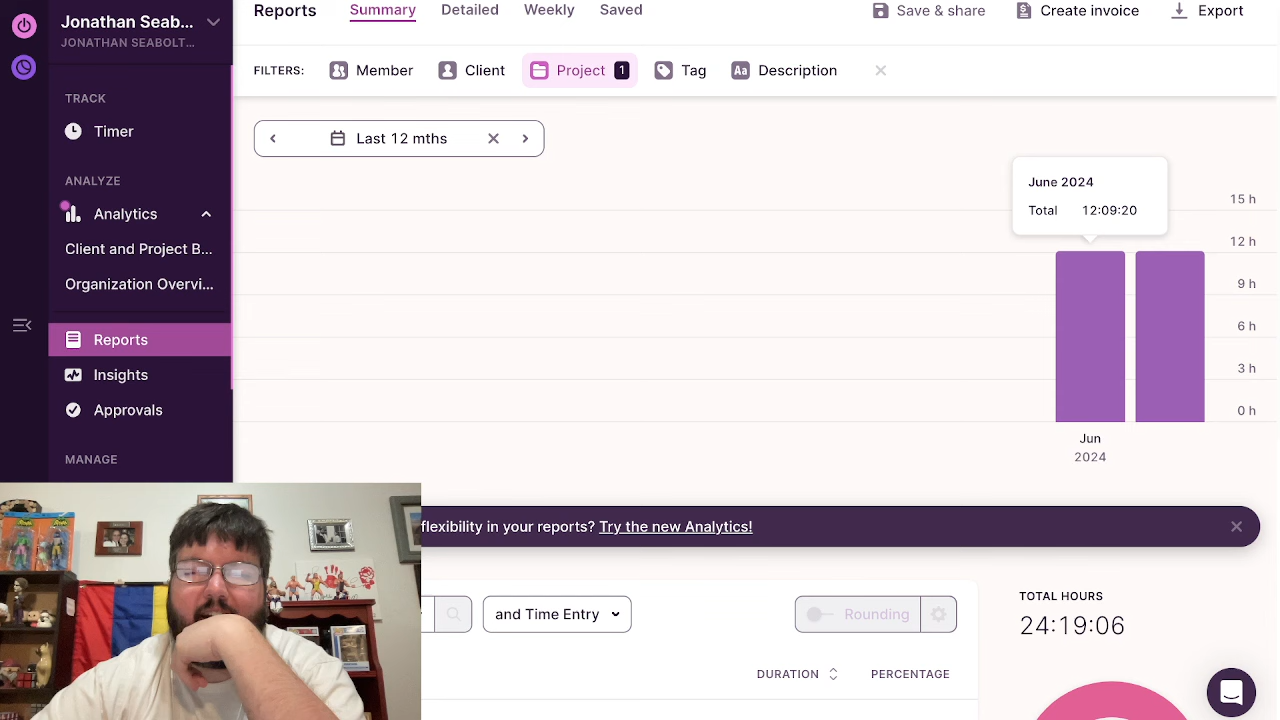 Jonathan Seab...
JONATHAN SEABOLT...
TRACK
Timer
ANALYZE
Analytics
Client and Project B...
Organization Overvi...
Reports
Insights
Approvals
MANAGE
Reports
Summary
Detailed
Weekly
Saved
Save & share
Create invoice
Export
FILTERS:
Member
Client
Project 1
Tag
Aa Description
Last 12 mths
June 2024
Total 12:09:20
15 h
12 h
9 h
6 h
3 h
0 h
Jun
2024
flexibility in your reports? Try the new Analytics!
and Time Entry
Rounding
DURATION
PERCENTAGE
TOTAL HOURS
24:19:06